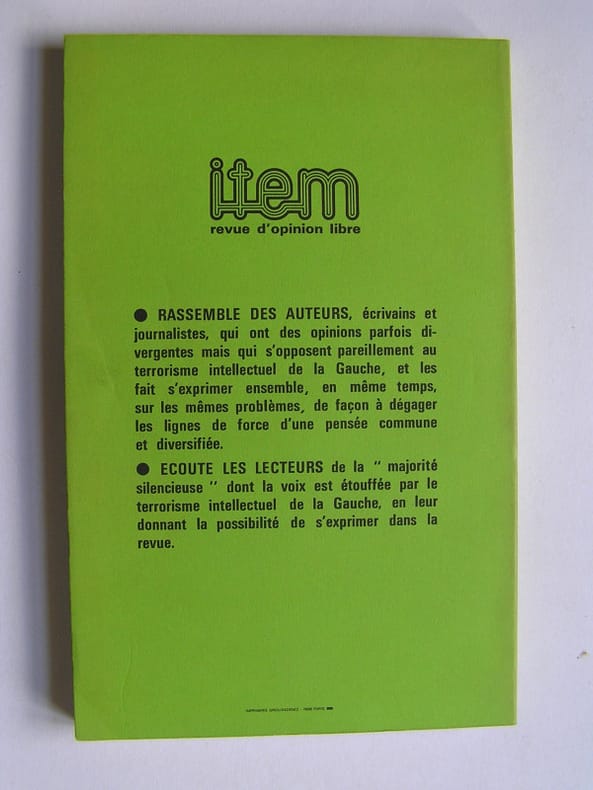 item
revue d'opinion libre
● RASSEMBLE DES AUTEURS, écrivains et
journalistes, qui ont des opinions parfois di-
vergentes mais qui s'opposent pareillement au
terrorisme intellectuel de la Gauche, et les
fait s'exprimer ensemble, en même temps,
sur les mêmes problèmes, de façon à dégager
les lignes de force d'une pensée commune
et diversifiée.
● ECOUTE LES LECTEURS de la " majorité
silencieuse " dont la voix est étouffée par le
terrorisme intellectuel de la Gauche, en leur
donnant la possibilité de s'exprimer dans la
revue.